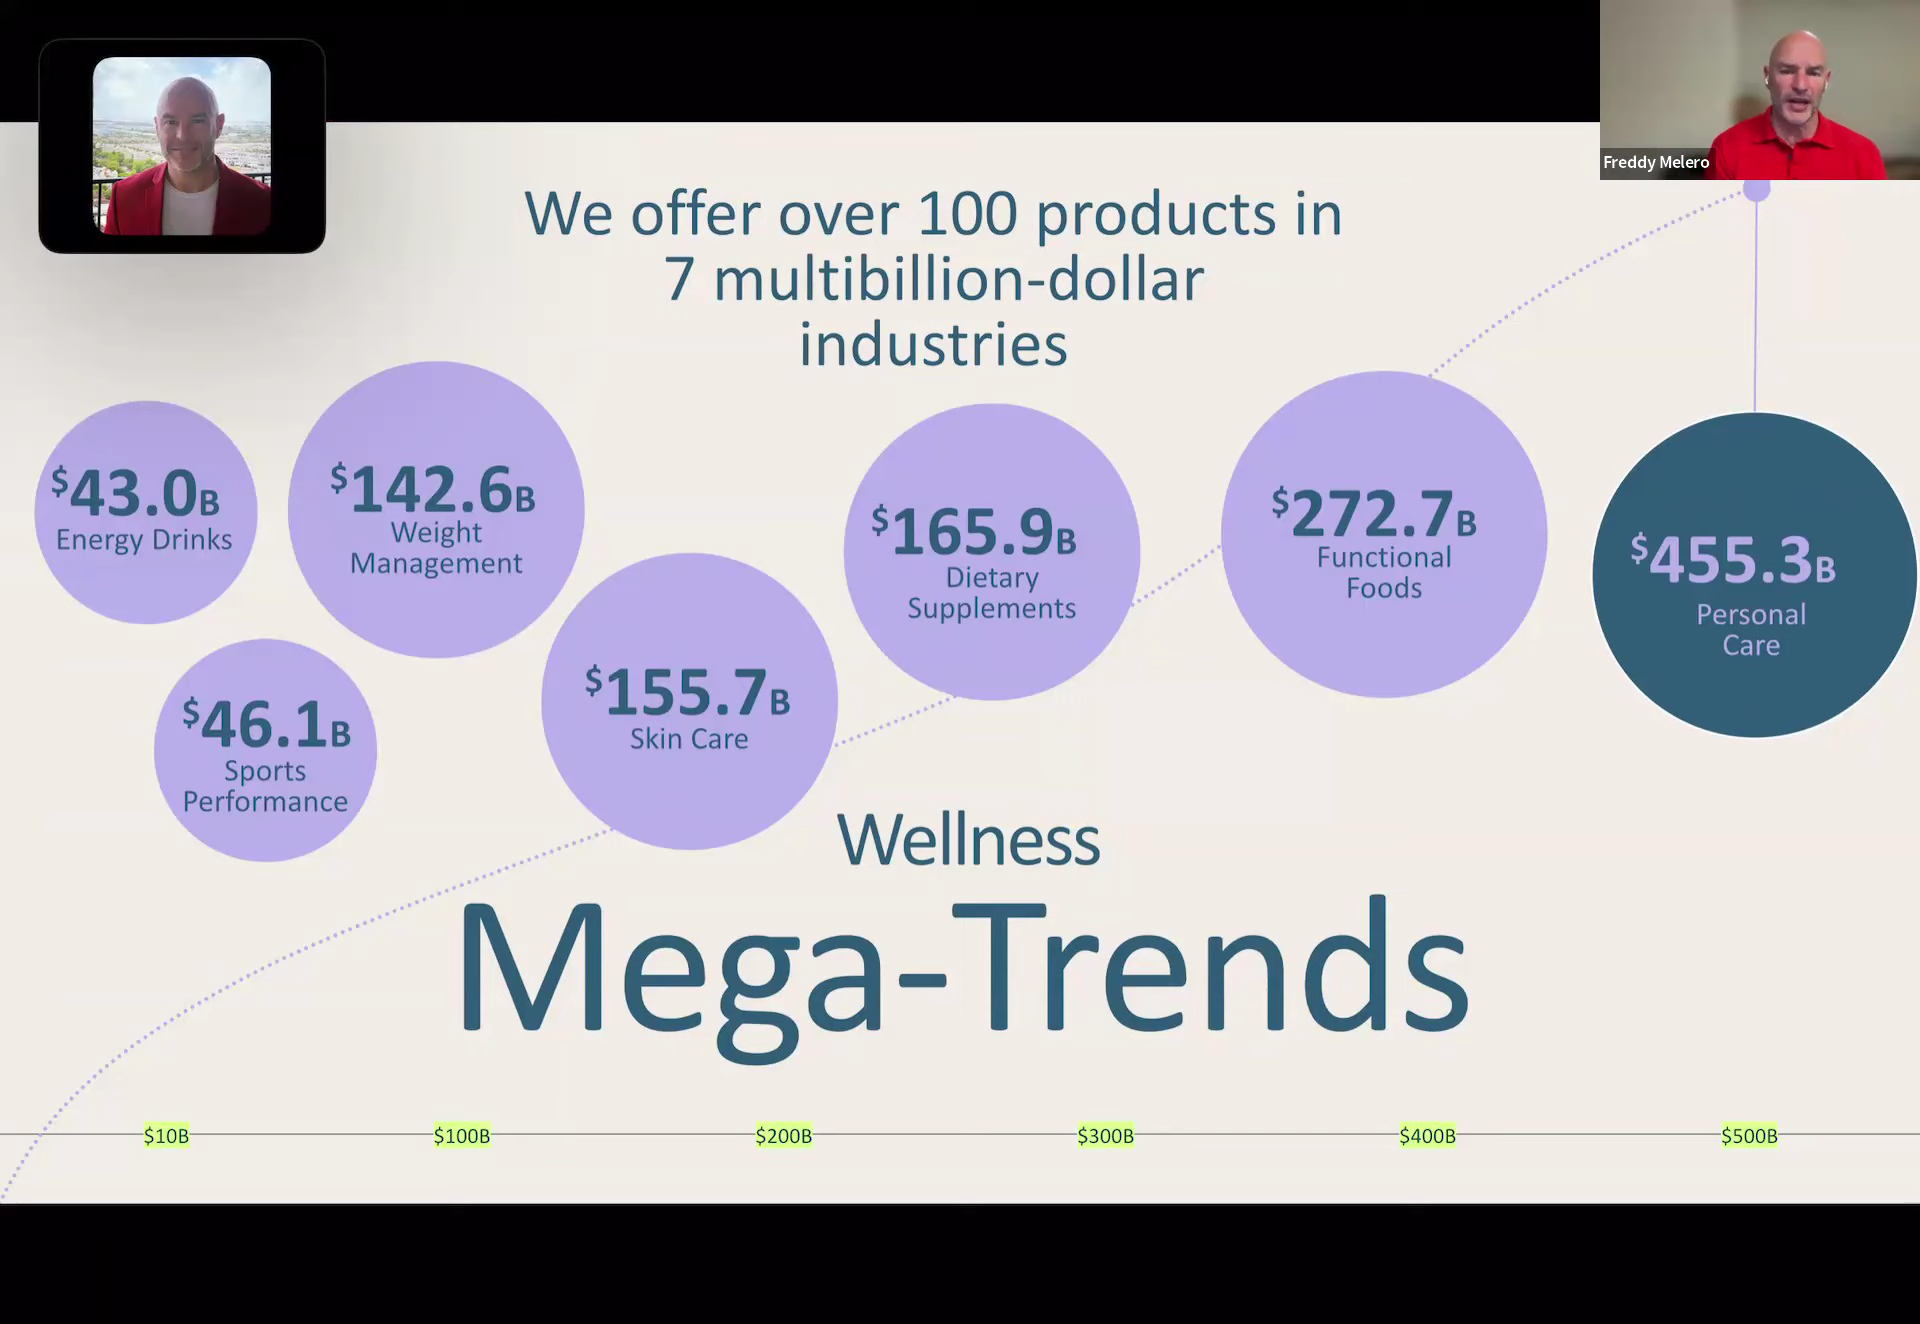 Freddy Melero
We offer over 100 products in
7 multibillion-dollar
industries
$43.0B
Energy Drinks
$142.6B
Weight
Management
$46.1B
Sports
Performance
$155.7B
Skin Care
$165.9B
Dietary
Supplements
$272.7B
Functional
Foods
$455.3B
Personal
Care
Wellness
Mega-Trends
$10B
$100B
$200B
$300B
$400B
$500B